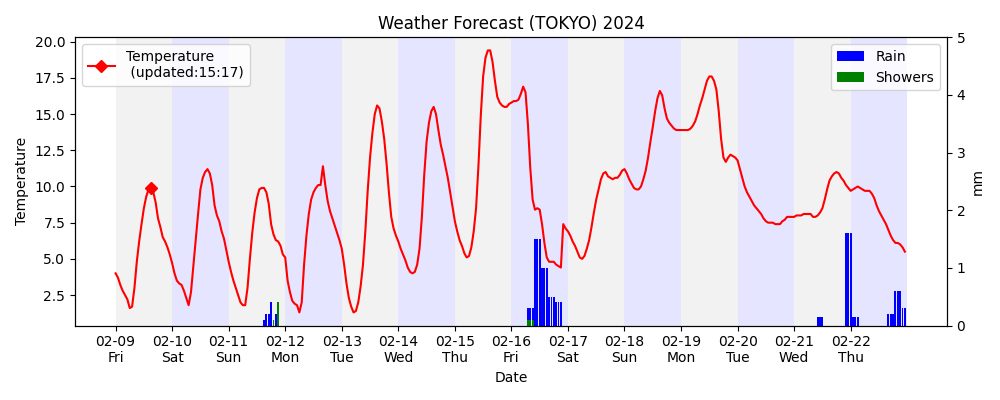 Weather Forecast (TOKYO) 2024
Temperature
(updated:15:17)
Rain
Showers
20.0
17.5
15.0
12.5
10.0
7.5
5.0
2.5
Temperature
5
4
3
2
1
0
mm
02-09 02-10 02-11 02-12 02-13 02-14 02-15 02-16 02-17 02-18 02-19 02-20 02-21 02-22
Fri Sat Sun Mon Tue Wed Thu Fri Sat Sun Mon Tue Wed Thu
Date